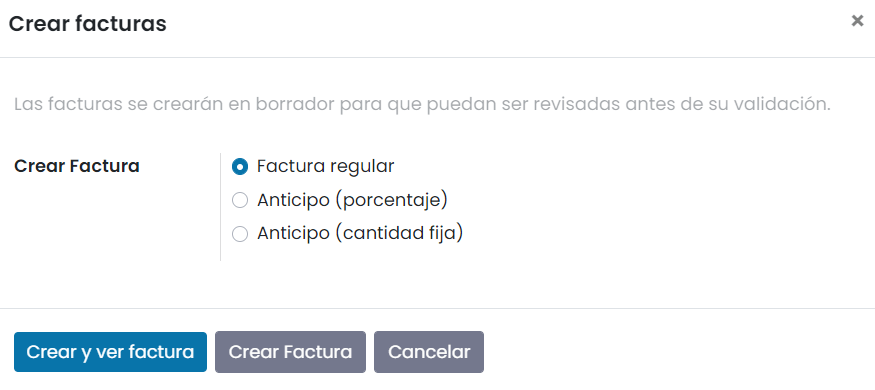 Crear facturas ×
Las facturas se crearán en borrador para que puedan ser revisadas antes de su validación.
Crear Factura
Factura regular
Anticipo (porcentaje)
Anticipo (cantidad fija)
Crear y ver factura Crear Factura Cancelar